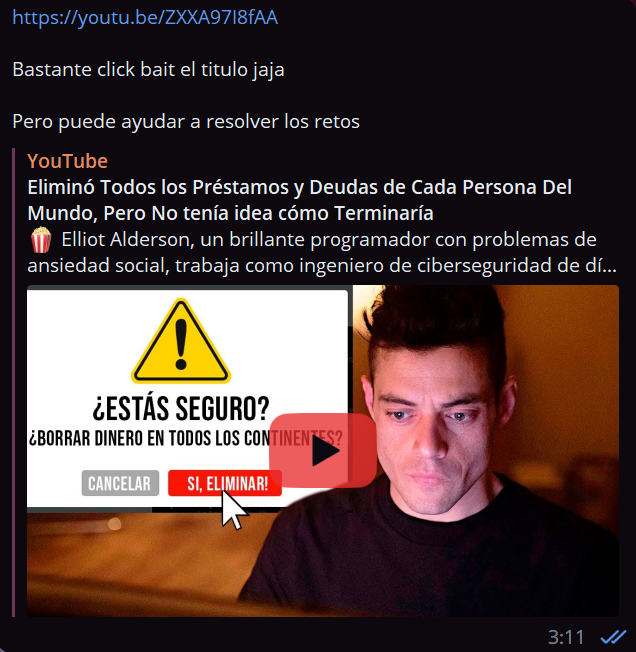 https://youtu.be/ZXXA97I8fAA
Bastante click bait el titulo jaja
Pero puede ayudar a resolver los retos
YouTube
Eliminó Todos los Préstamos y Deudas de Cada Persona Del
Mundo, Pero No tenía idea cómo Terminaría
🍿 Elliot Alderson, un brillante programador con problemas de
ansiedad social, trabaja como ingeniero de ciberseguridad de dí...
¿ESTÁS SEGURO?
¿BORRAR DINERO EN TODOS LOS CONTINENTES?
CANCELAR SI, ELIMINAR!
3:11